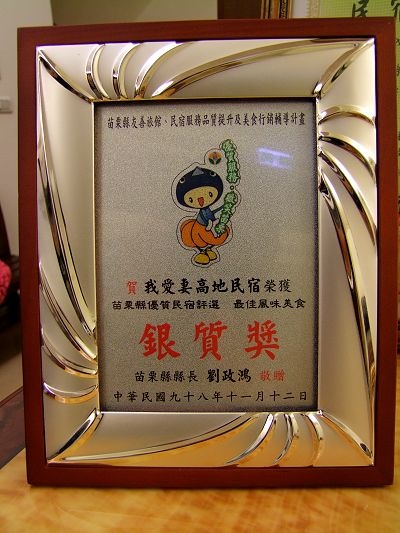 苗栗縣友善旅館、民宿服務品質提升及美食行銷輔導計畫
賀 我愛妻高地民宿榮獲
苗栗縣優質民宿評選 最佳風味美食
銀質獎
苗栗縣縣長 劉政鴻 敬贈
中華民國九十八年十一月十二日